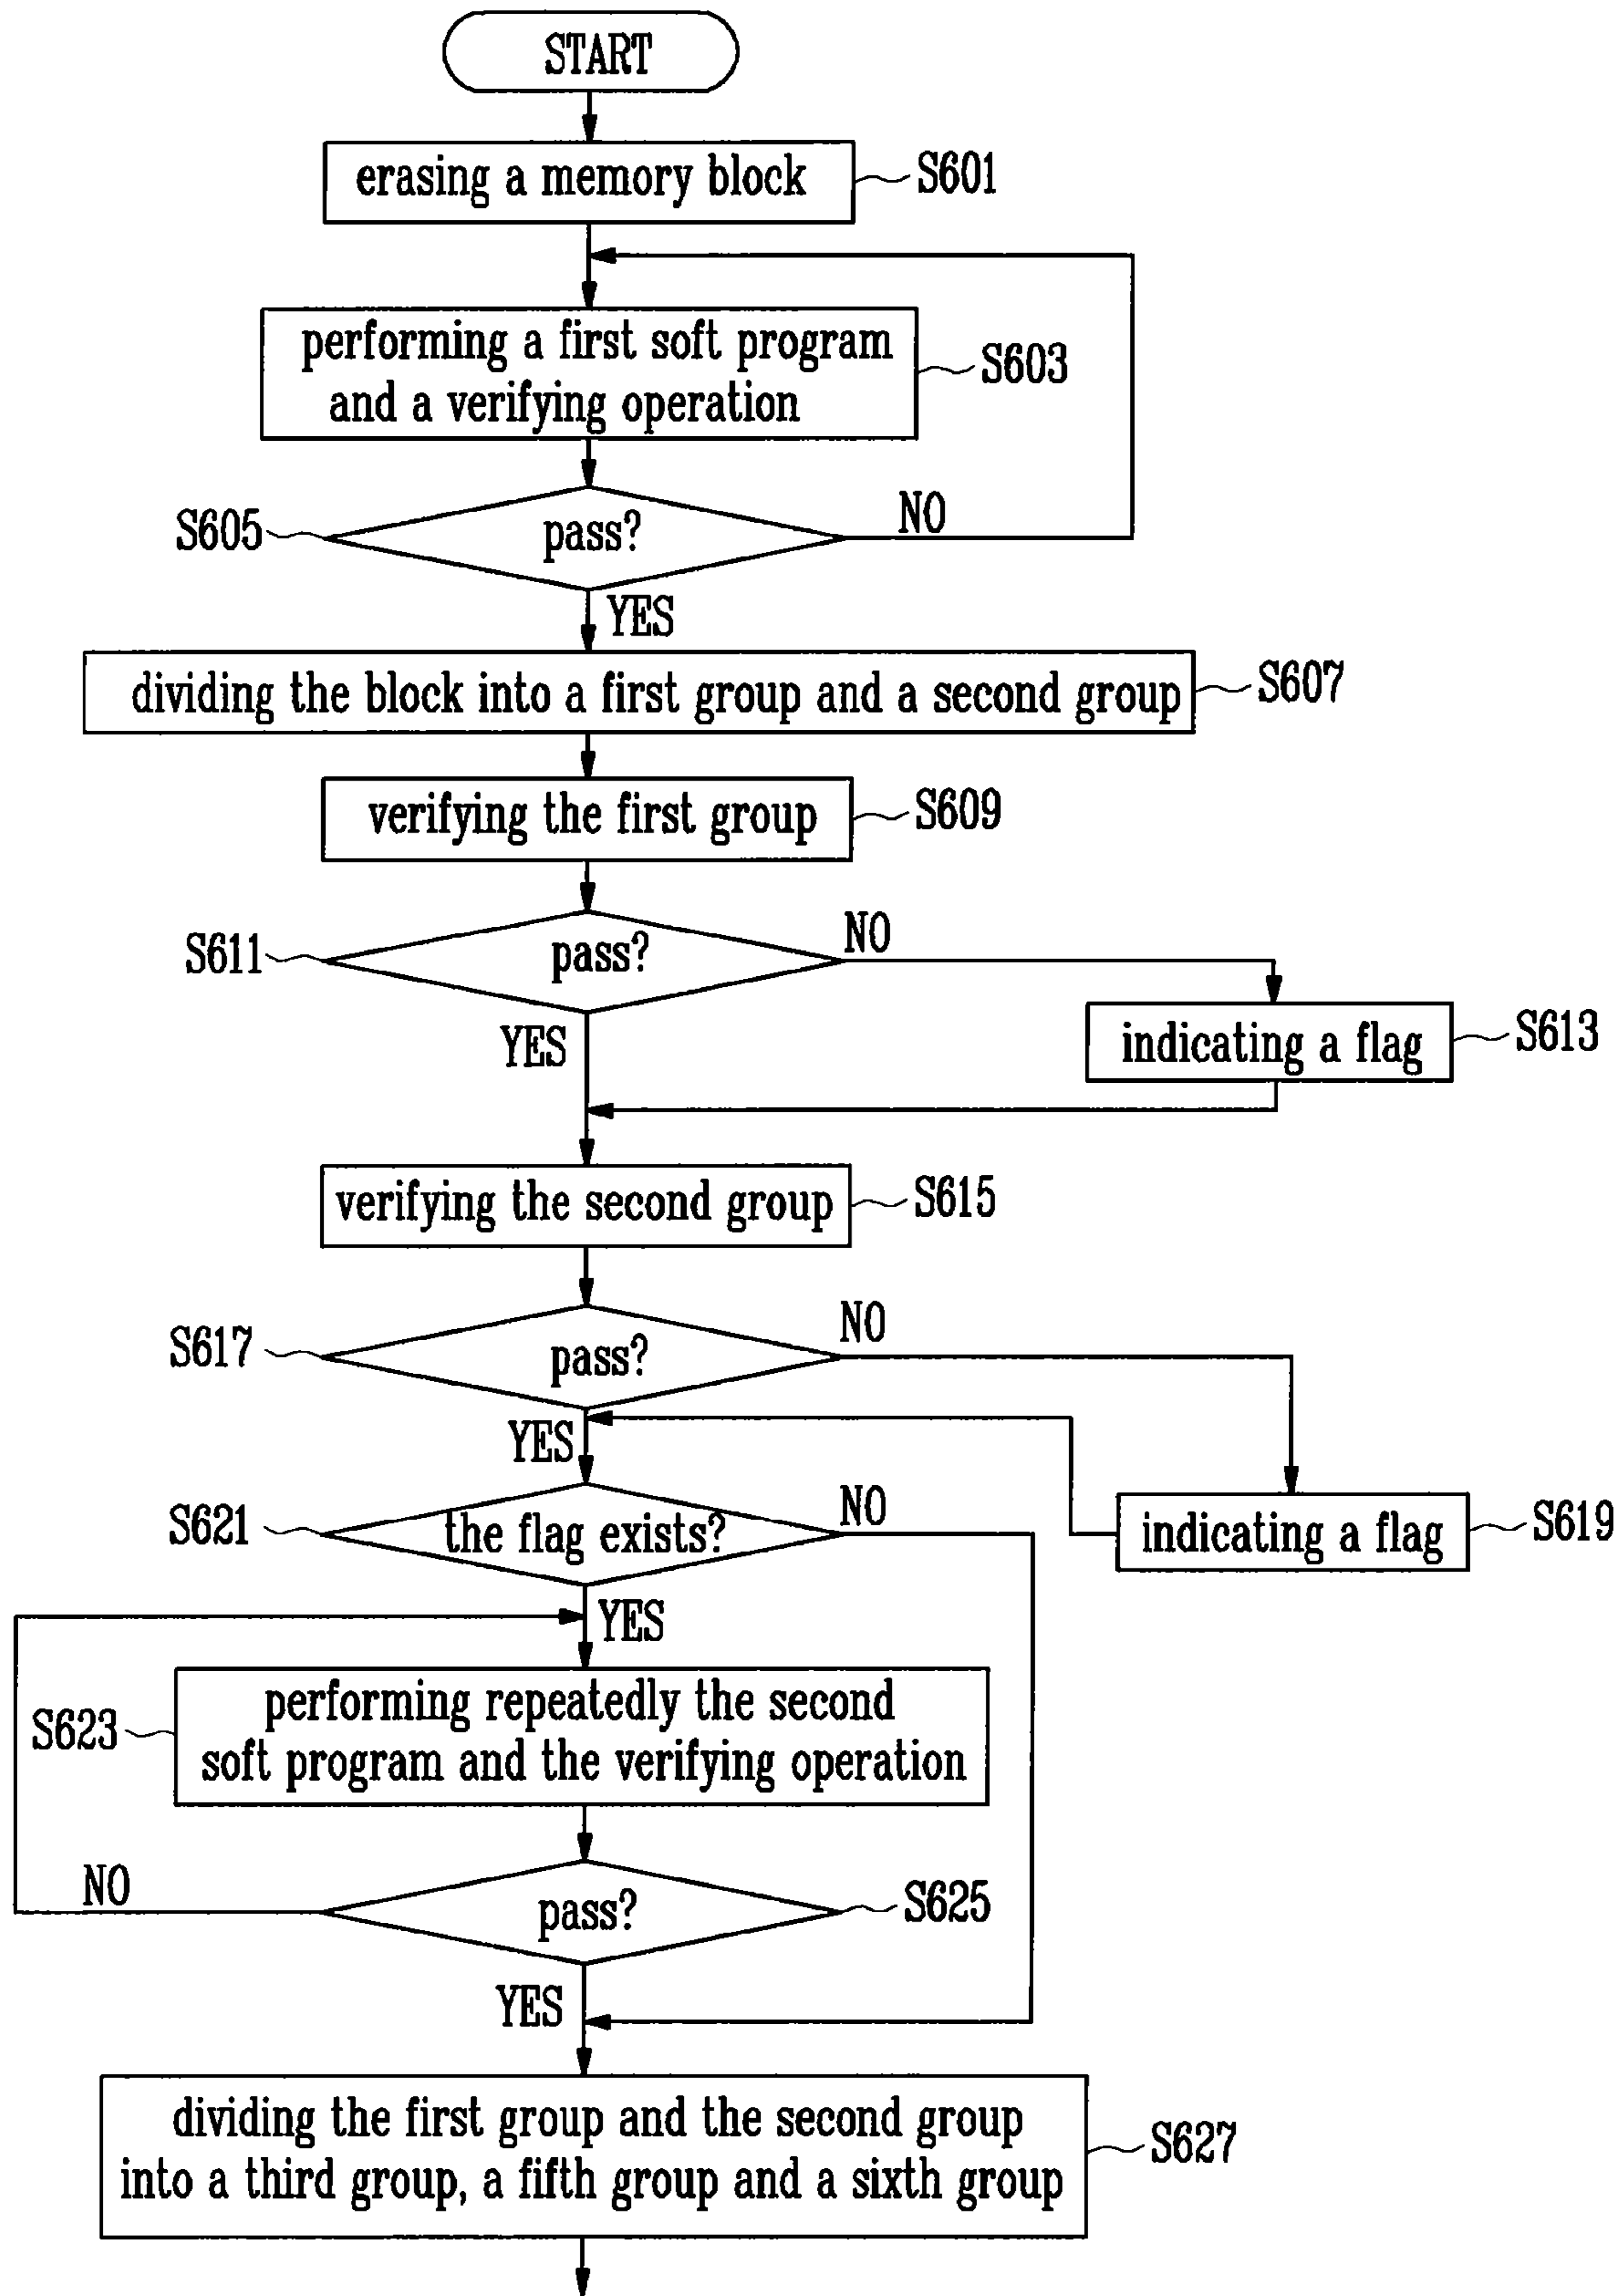 START
erasing a memory block
S601
performing a first soft program
and a verifying operation
S603
S605
pass?
NO
YES
dividing the block into a first group and a second group
S607
verifying the first group
S609
S611
pass?
NO
YES
indicating a flag
S613
verifying the second group
S615
S617
pass?
NO
YES
S621
the flag exists?
NO
indicating a flag
S619
YES
S623
performing repeatedly the second
soft program and the verifying operation
NO
pass?
S625
YES
dividing the first group and the second group
into a third group, a fifth group and a sixth group
S627